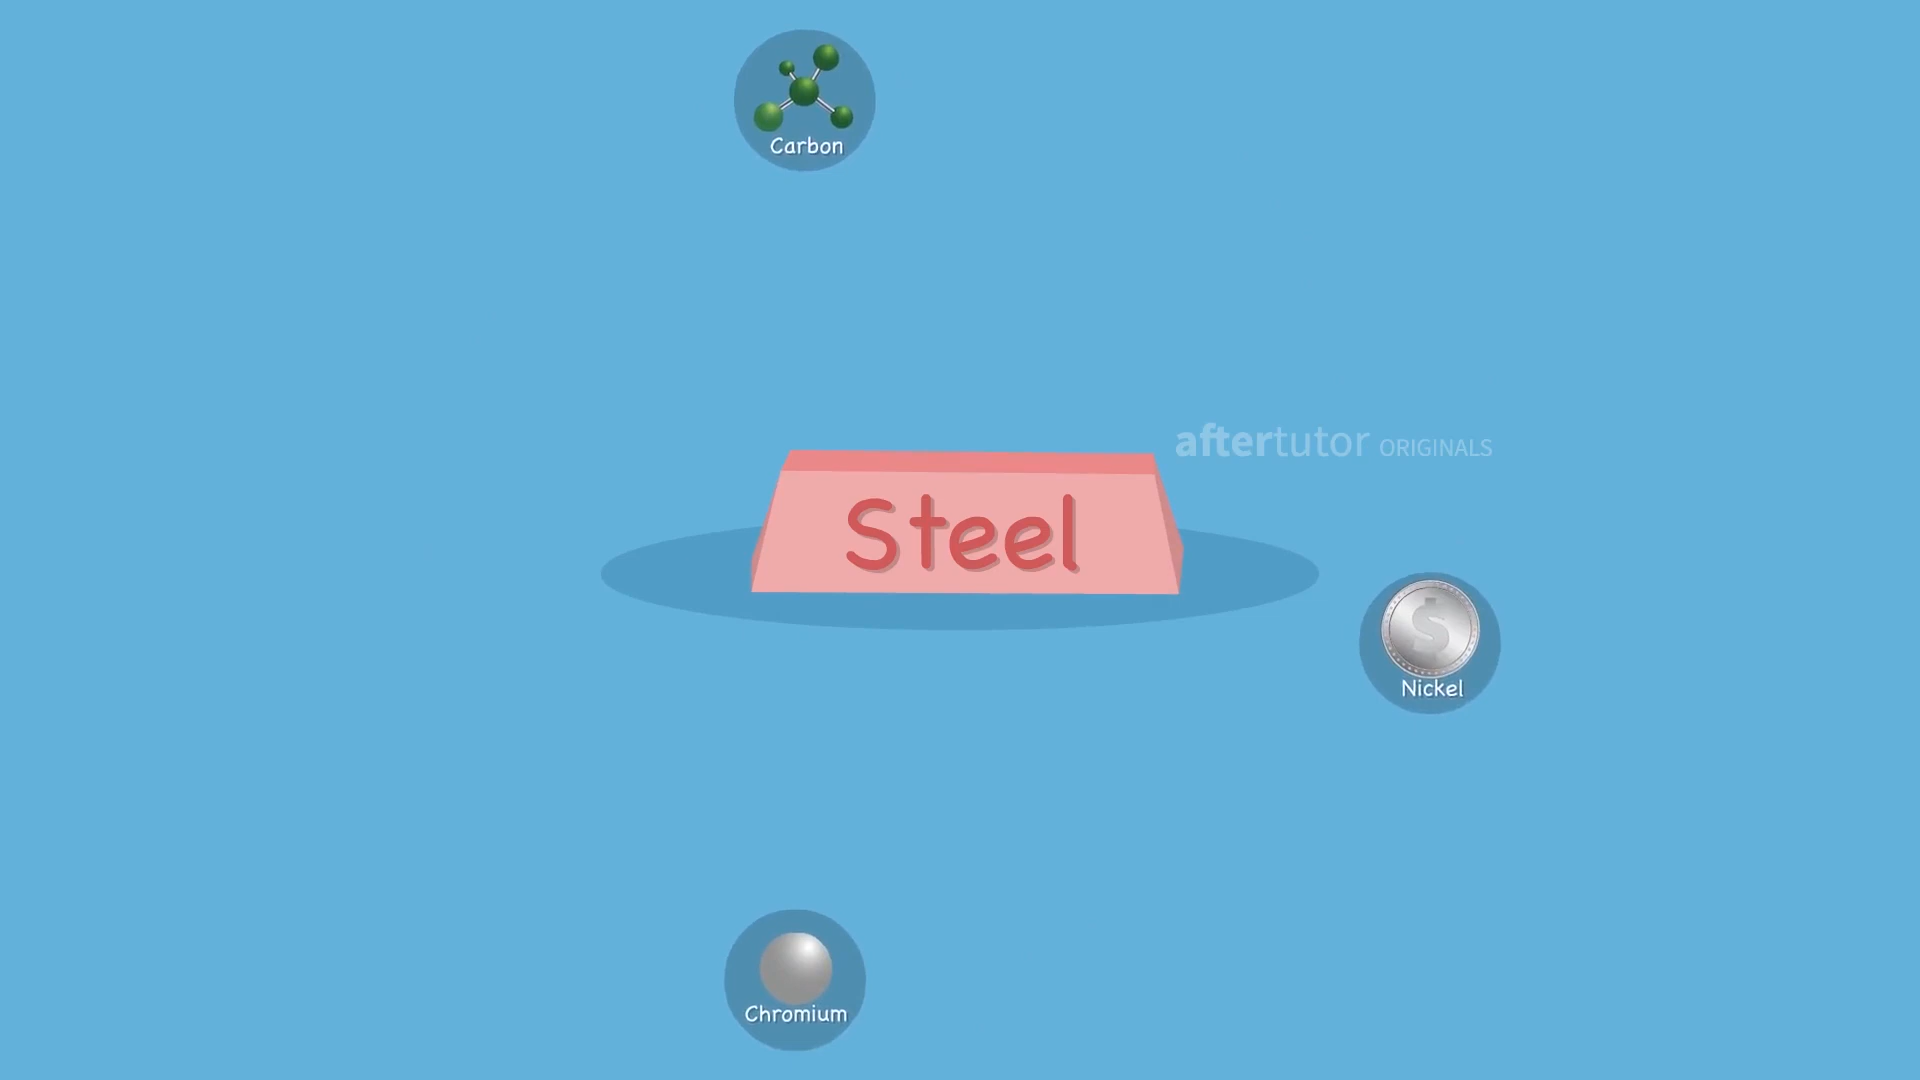 Carbon
aftertutor ORIGINALS
Steel
$
Nickel
Chromium